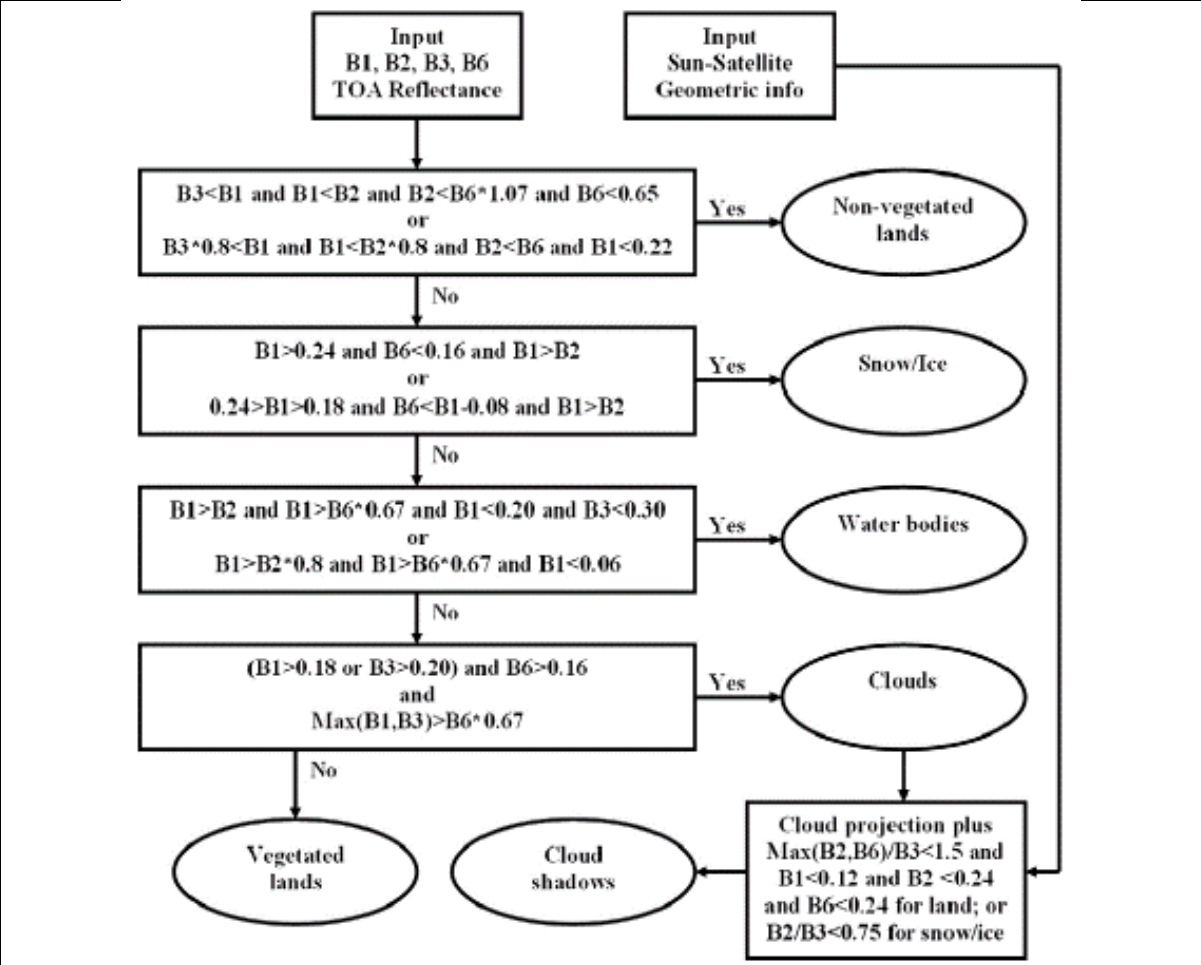 Input
B1, B2, B3, B6
TOA Reflectance
Input
Sun-Satellite
Geometric info
B3<B1 and B1<B2 and B2<B6*1.07 and B6<0.65
or
B3*0.8<B1 and B1<B2*0.8 and B2<B6 and B1<0.22
Yes
Non-vegetated
lands
No
B1>0.24 and B6<0.16 and B1>B2
or
0.24>B1>0.18 and B6<B1-0.08 and B1>B2
Yes
Snow/Ice
No
B1>B2 and B1>B6*0.67 and B1<0.20 and B3<0.30
or
B1>B2*0.8 and B1>B6*0.67 and B1<0.06
Yes
Water bodies
No
(B1>0.18 or B3>0.20) and B6>0.16
and
Max(B1,B3)>B6*0.67
Yes
Clouds
No
Vegetated
lands
Cloud
shadows
Cloud projection plus
Max(B2,B6)/B3<1.5 and
B1<0.12 and B2 <0.24
and B6<0.24 for land; or
B2/B3<0.75 for snow/ice